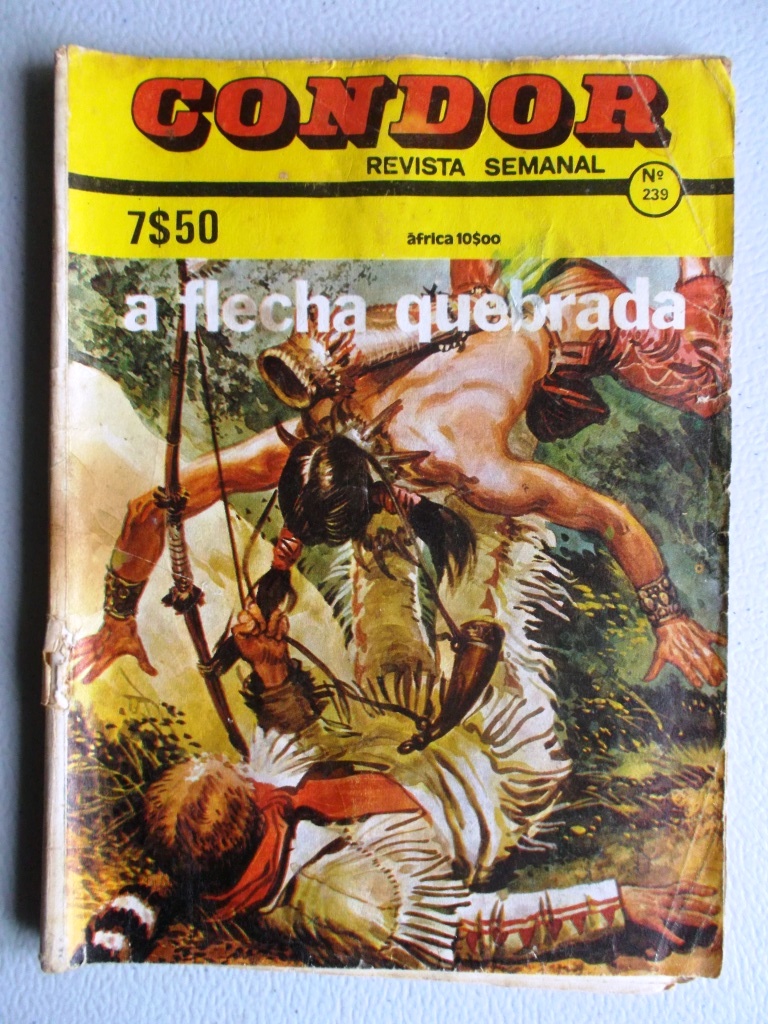 CONDOR
REVISTA SEMANAL
Nº
239
7$50
áfrica 10$00
a flecha quebrada